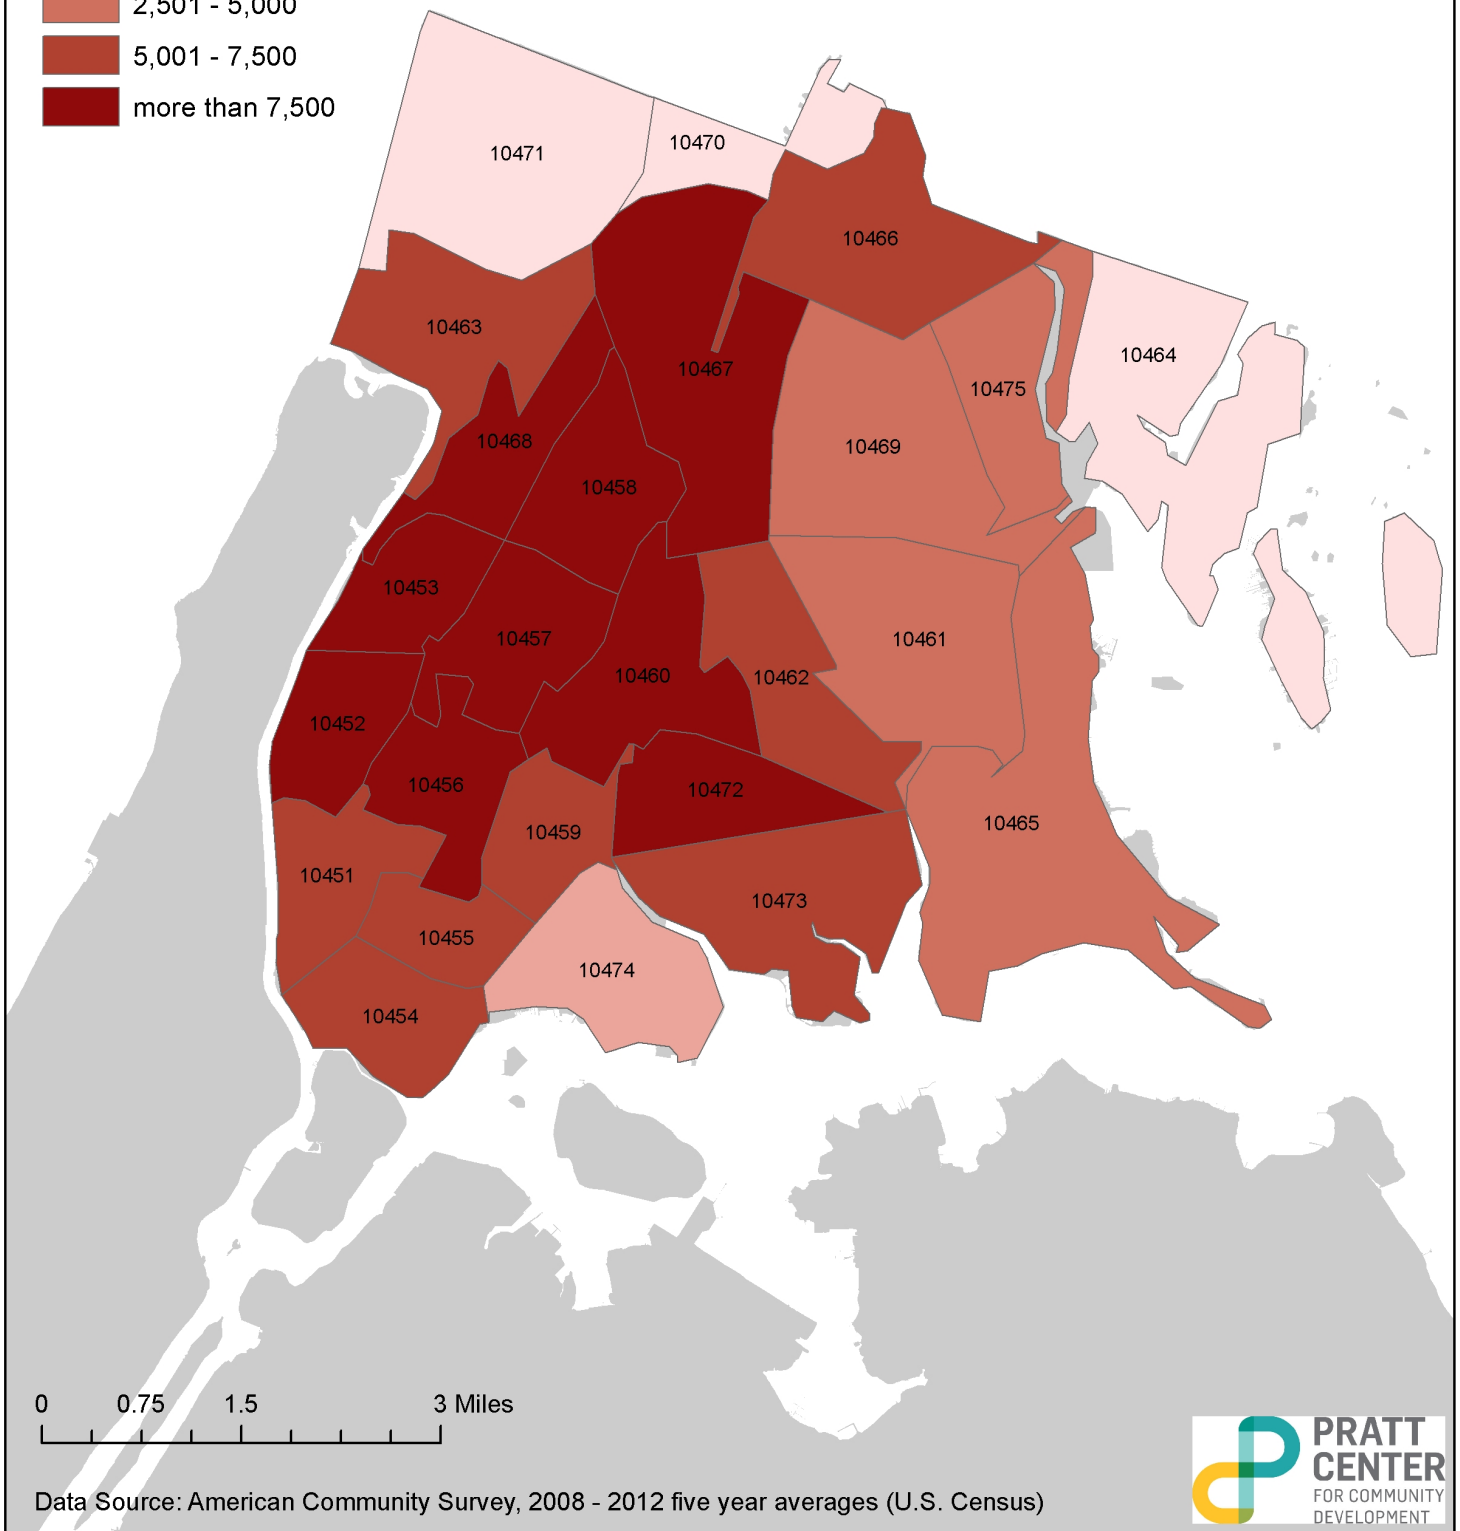 2,501 - 5,000
5,001 - 7,500
more than 7,500
10471
10470
10466
10463
10464
10467
10475
10468
10469
10458
10453
10457
10461
10460
10462
10452
10456
10472
10465
10459
10451
10473
10455
10474
10454
0 0.75 1.5 3 Miles
Data Source: American Community Survey, 2008 - 2012 five year averages (U.S. Census)
PRATT
CENTER
FOR COMMUNITY
DEVELOPMENT